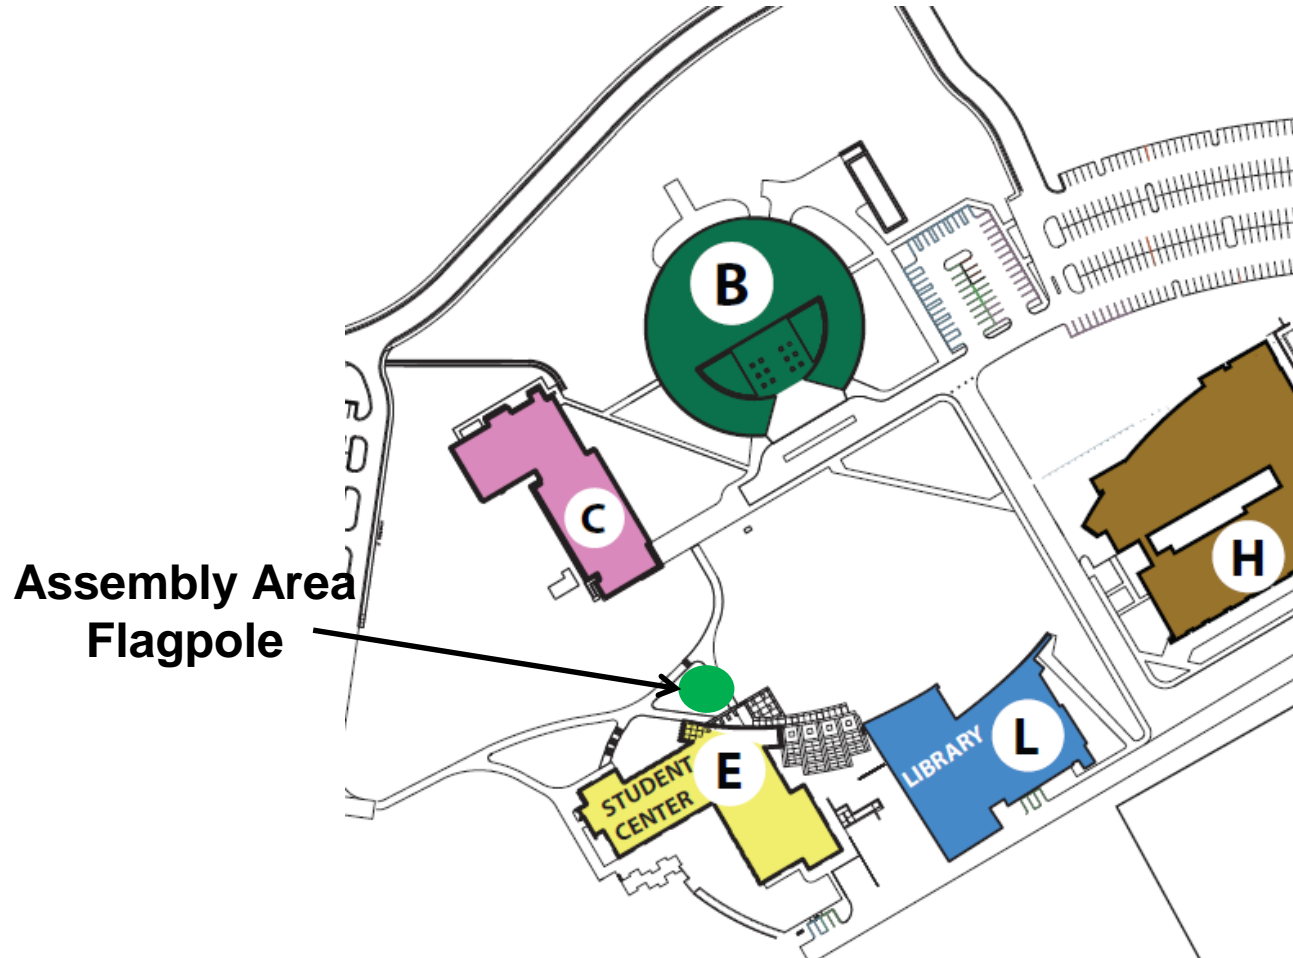 B
C
H
Assembly Area
Flagpole
L
LIBRARY
E
STUDENT
CENTER